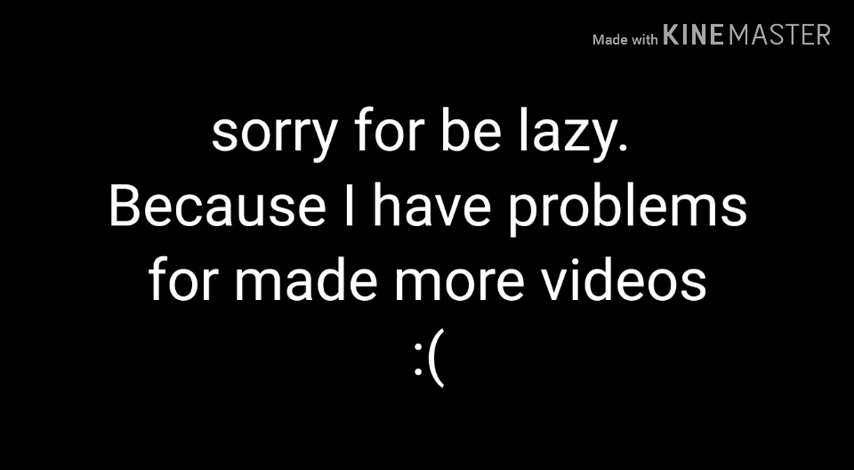 Made with KINEMASTER
sorry for be lazy.
Because I have problems
for made more videos
:(